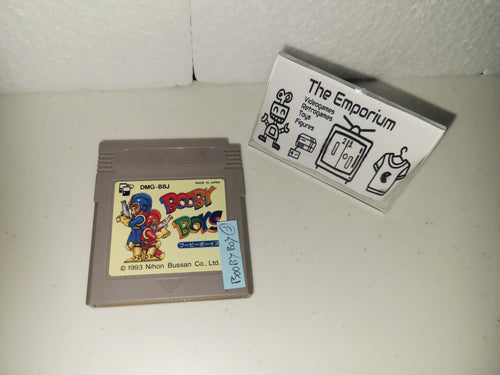 MADE IN JAPAN
DMG-B8J
BOOBY
BOYS
ブービーボーイズ
© 1993 Nihon Bussan Co., Ltd.
BOOBY BOY
The Emporium
Videogames
Retrogames
Toys
Figures